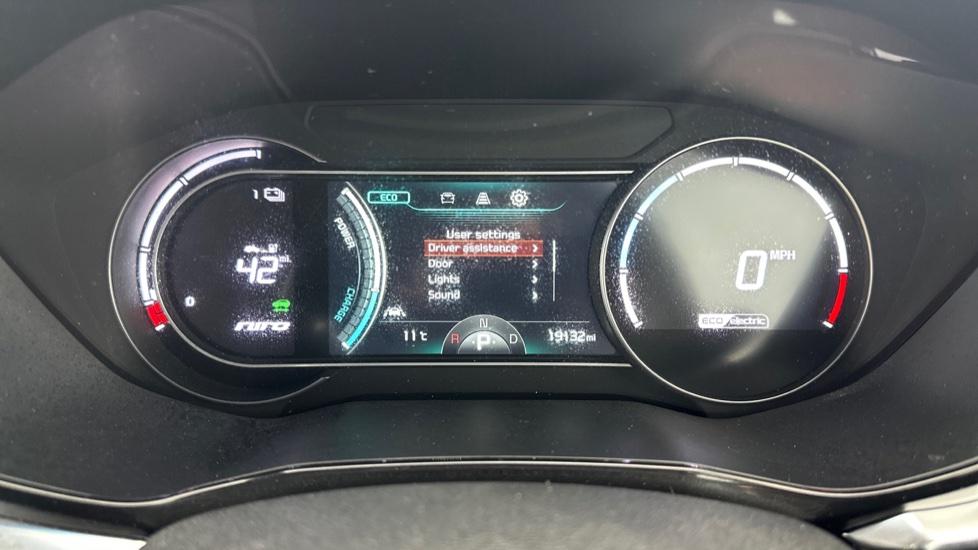 1
42 mi
0
niro
POWER
CHARGE
ECO
User settings
Driver assistance >
Door >
Lights >
Sound >
11℃
R N P D
19132 mi
0 MPH
ECO/electric